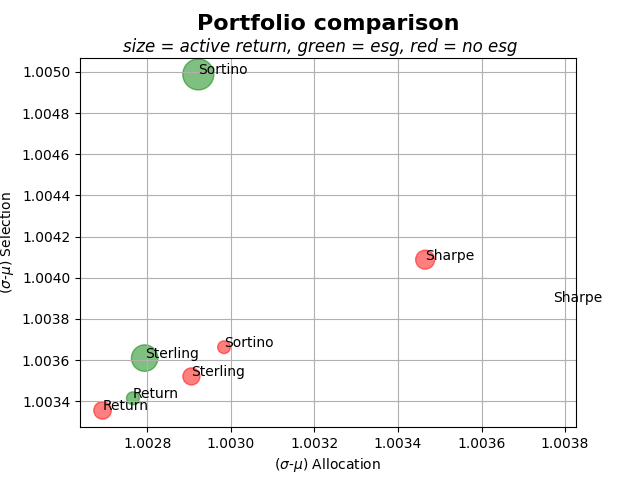 Portfolio comparison
size = active return, green = esg, red = no esg
1.0050
1.0048
1.0046
1.0044
1.0042
1.0040
1.0038
1.0036
1.0034
(σ-μ) Selection
Sortino
Sharpe
Sharpe
Sortino
Sterling
Sterling
Return
Return
1.0028
1.0030
1.0032
1.0034
1.0036
1.0038
(σ-μ) Allocation